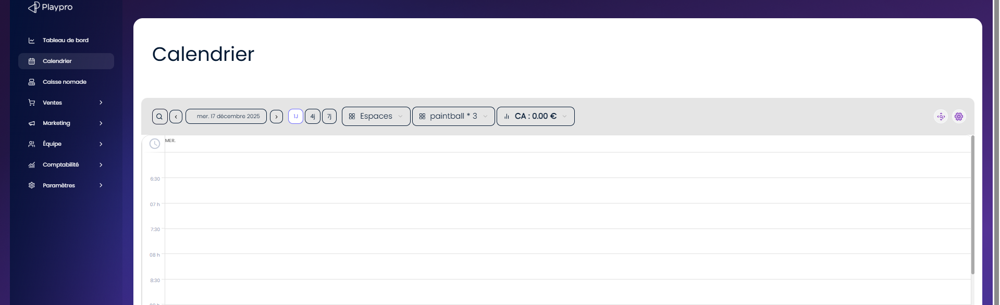 Playpro
Tableau de bord
Calendrier
Caisse nomade
Ventes
Marketing
Équipe
Comptabilité
Paramètres
Calendrier
mer. 17 décembre 2025
1J
4j
7j
Espaces
paintball * 3
CA : 0.00 €
MER.
6:30
07 h
7:30
08 h
8:30